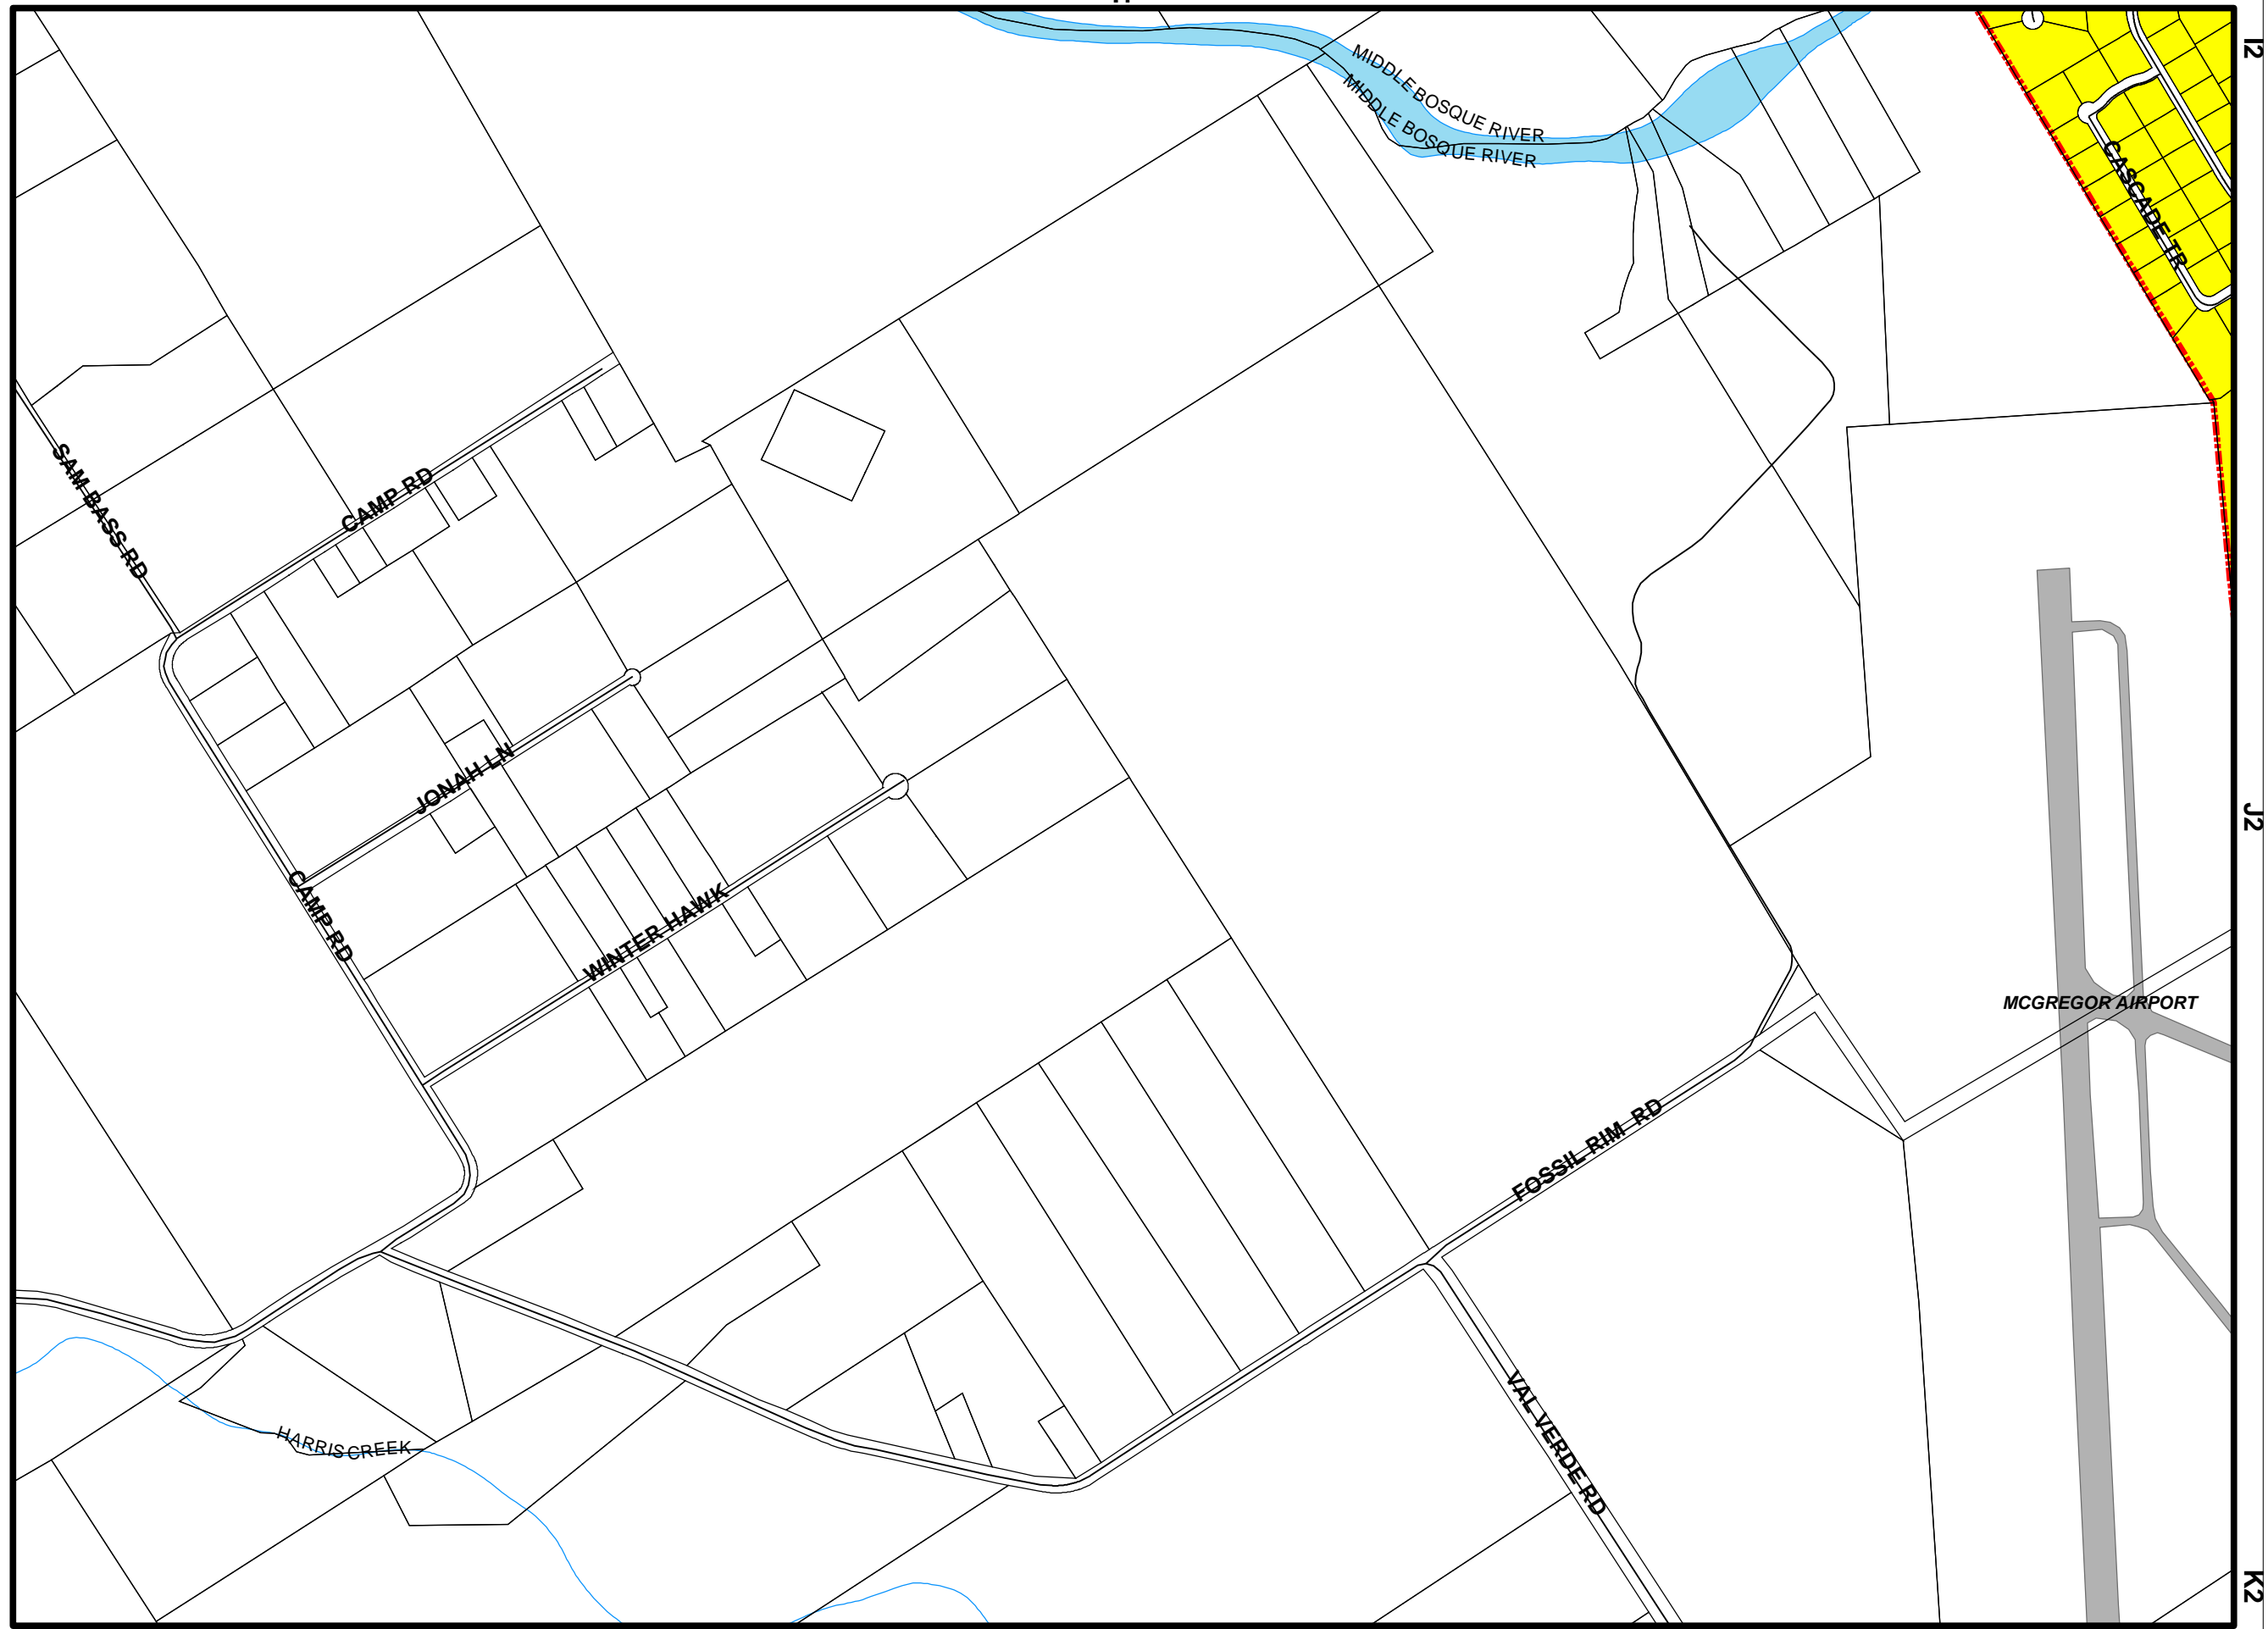 I2
MIDDLE BOSQUE RIVER
MIDDLE BOSQUE RIVER
CASCADE TR
SAM BASS RD
CAMP RD
JONAH LN
J2
CAMP RD
WINTER HAWK
MCGREGOR AIRPORT
FOSSIL RIM RD
VAL VERDE RD
HARRIS CREEK
K2